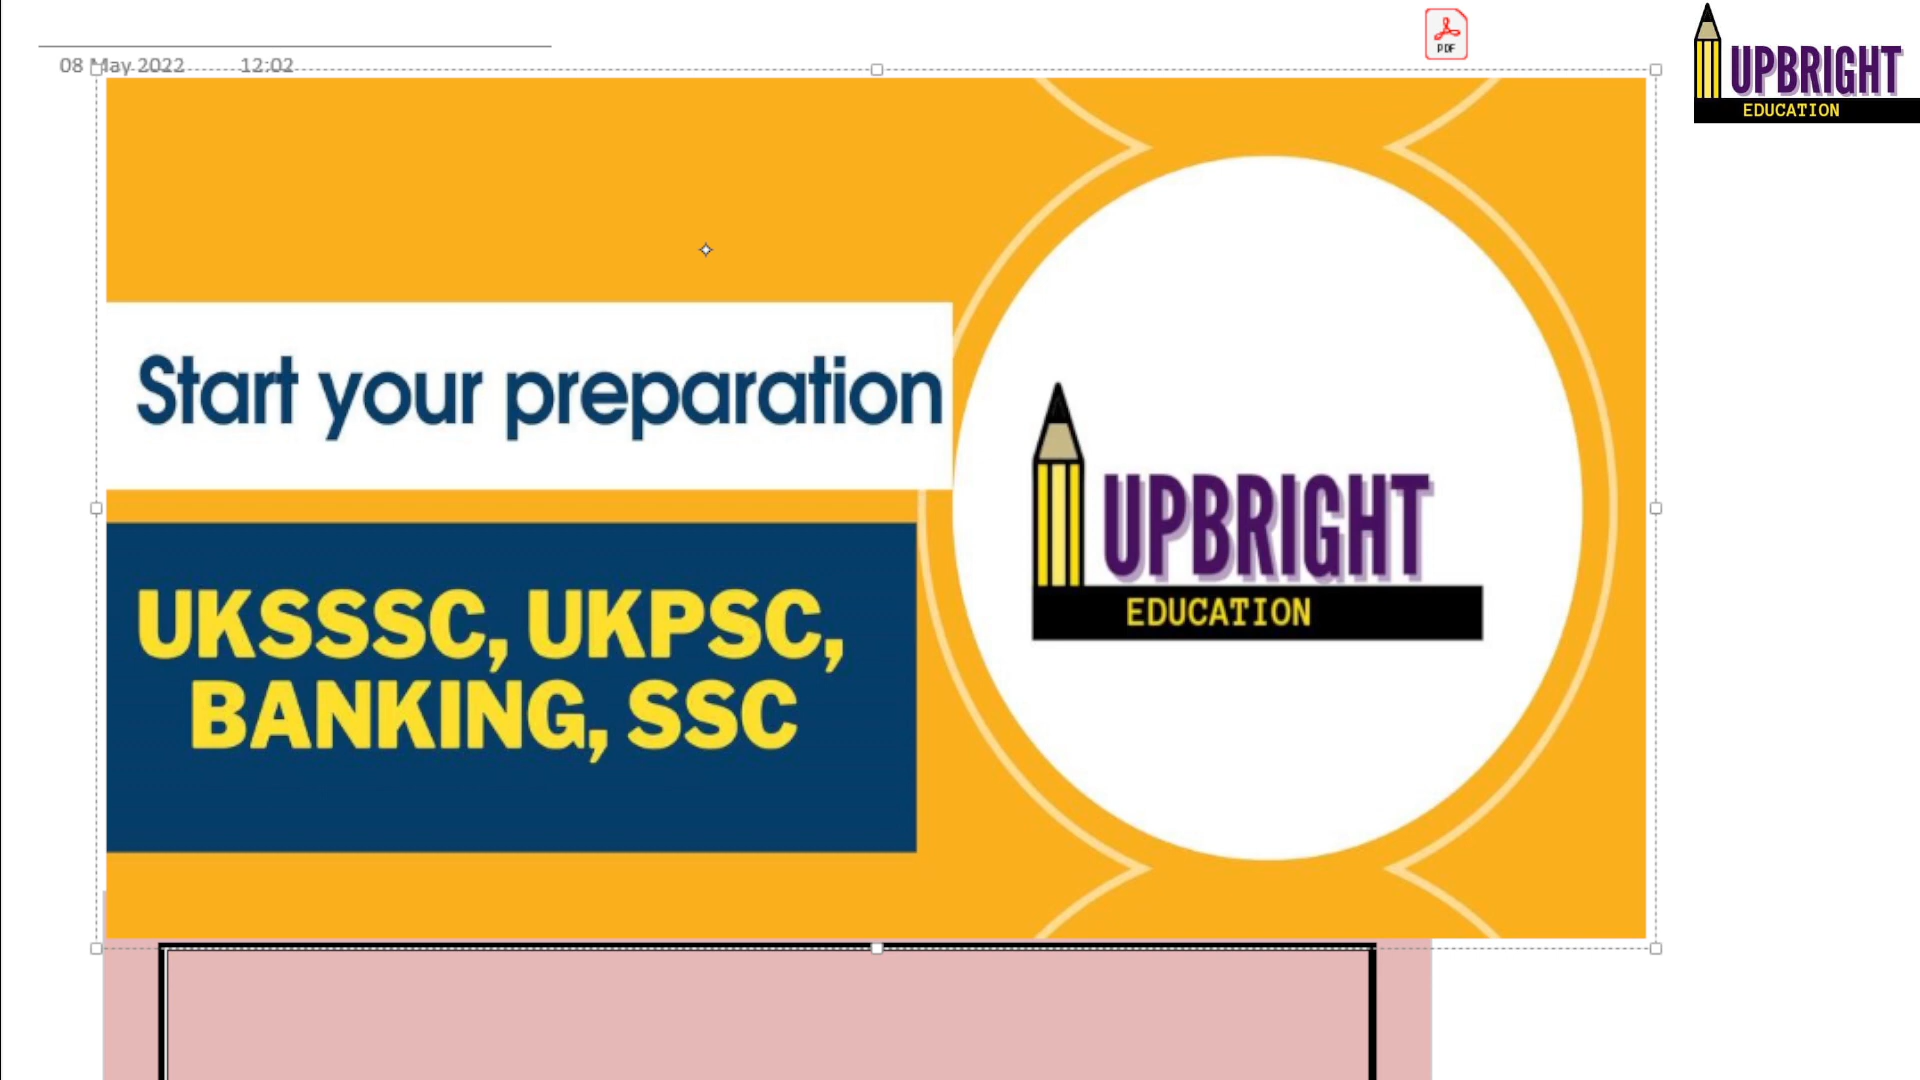 08 May 2022 12:02
PDF
UPBRIGHT
EDUCATION
Start your preparation
UKSSSC, UKPSC,
BANKING, SSC
UPBRIGHT
EDUCATION